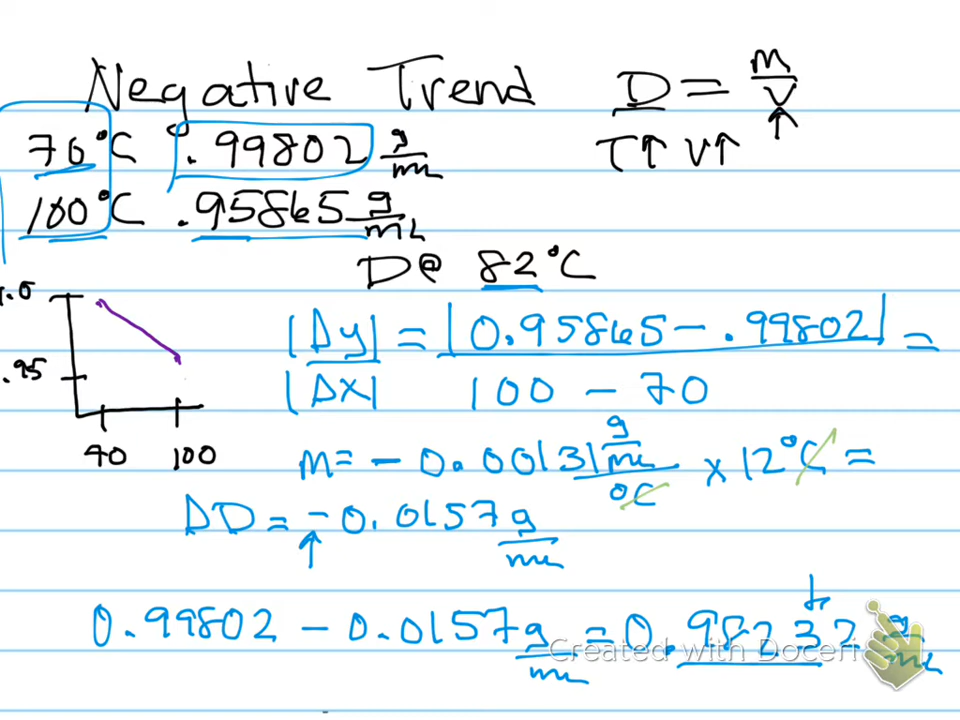 Negative Trend D = m/V
70°C .99802 g/mL T↑ V↑
100°C .95865 g/mL
D@ 82°C
1.0
.95
70 100
|Δy|/|Δx| = |0.95865 - .99802|/100 - 70 =
m = - 0.00131 g/mL/°C x 12°C =
ΔD = -0.0157 g/mL
0.99802 - 0.0157 g/mL = 0.98232 g/mL
Created with Doceri